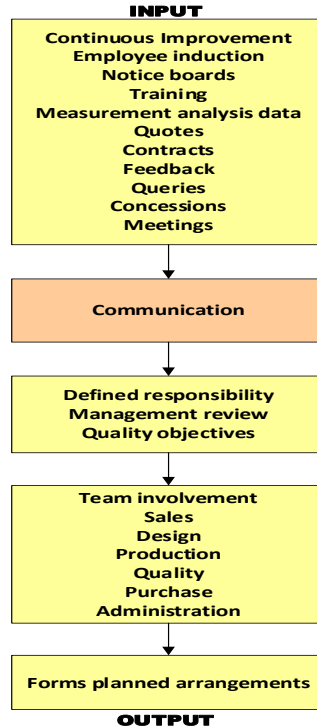 INPUT
Continuous Improvement
Employee induction
Notice boards
Training
Measurement analysis data
Quotes
Contracts
Feedback
Queries
Concessions
Meetings
Communication
Defined responsibility
Management review
Quality objectives
Team involvement
Sales
Design
Production
Quality
Purchase
Administration
Forms planned arrangements
OUTPUT